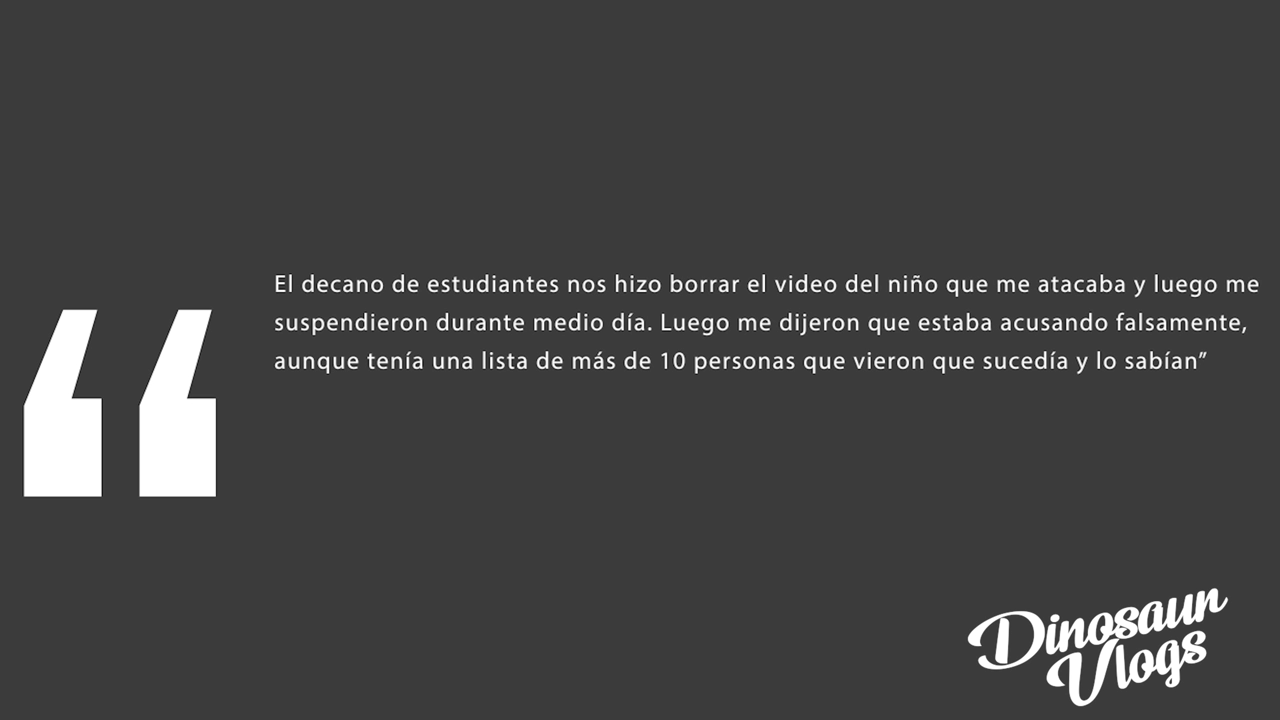 “
El decano de estudiantes nos hizo borrar el video del niño que me atacaba y luego me
suspendieron durante medio día. Luego me dijeron que estaba acusando falsamente,
aunque tenía una lista de más de 10 personas que vieron que sucedía y lo sabían”
Dinosaur
Vlogs